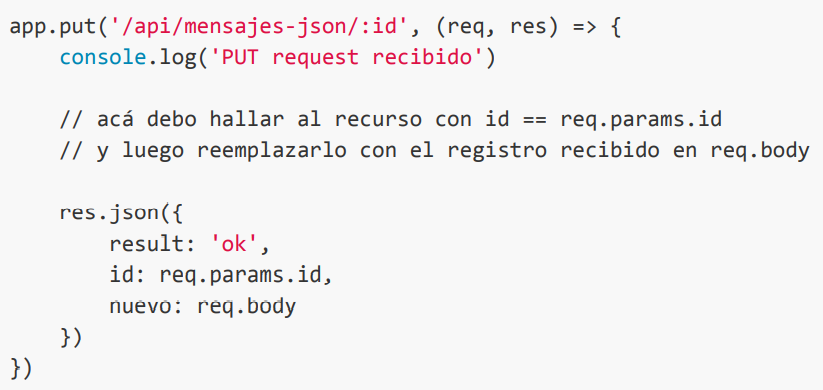 app.put('/api/mensajes-json/:id', (req, res) => {
    console.log('PUT request recibido')
    // acá debo hallar al recurso con id == req.params.id
    // y luego reemplazarlo con el registro recibido en req.body
    res.json({
        result: 'ok',
        id: req.params.id,
        nuevo: req.body
    })
})